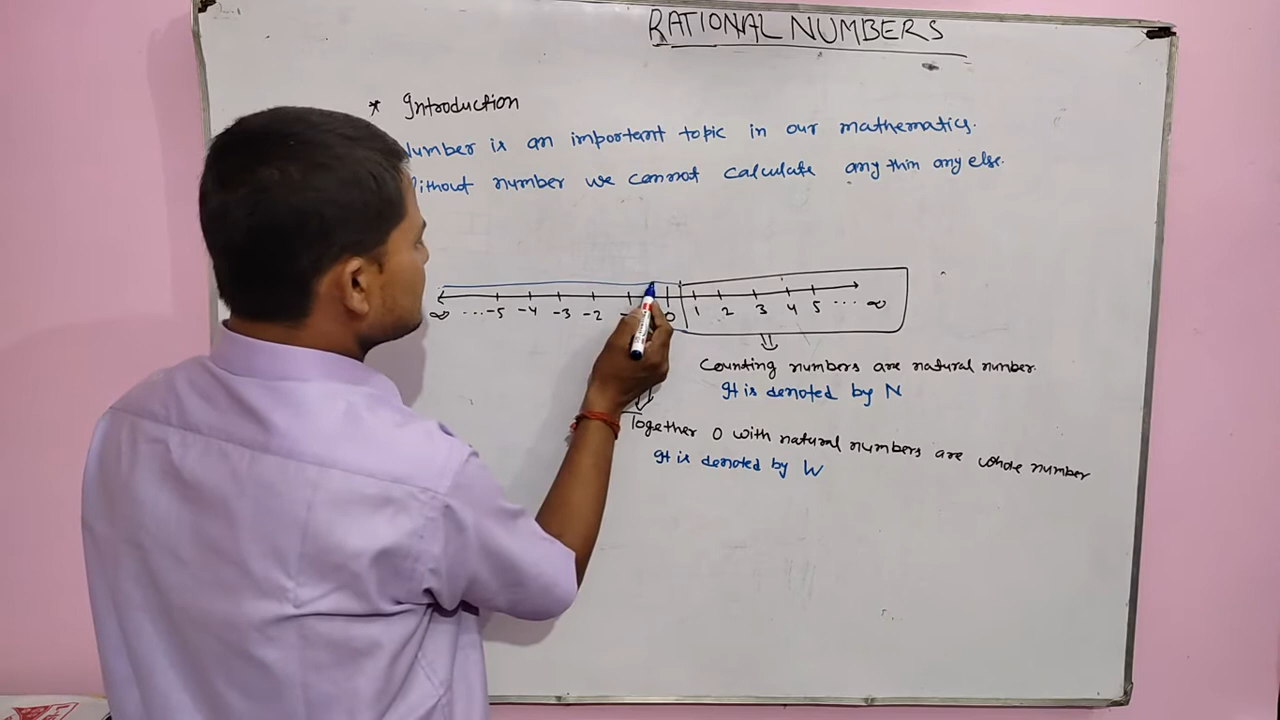 RATIONAL NUMBERS
* Introduction
Number is an important topic in our mathematics.
Without number we cannot calculate any thin any else.
∞ ...-5 -4 -3 -2 0 1 2 3 4 5 ... ∞
Counting numbers are natural number.
It is denoted by N
Together 0 with natural numbers are whole number
It is denoted by W